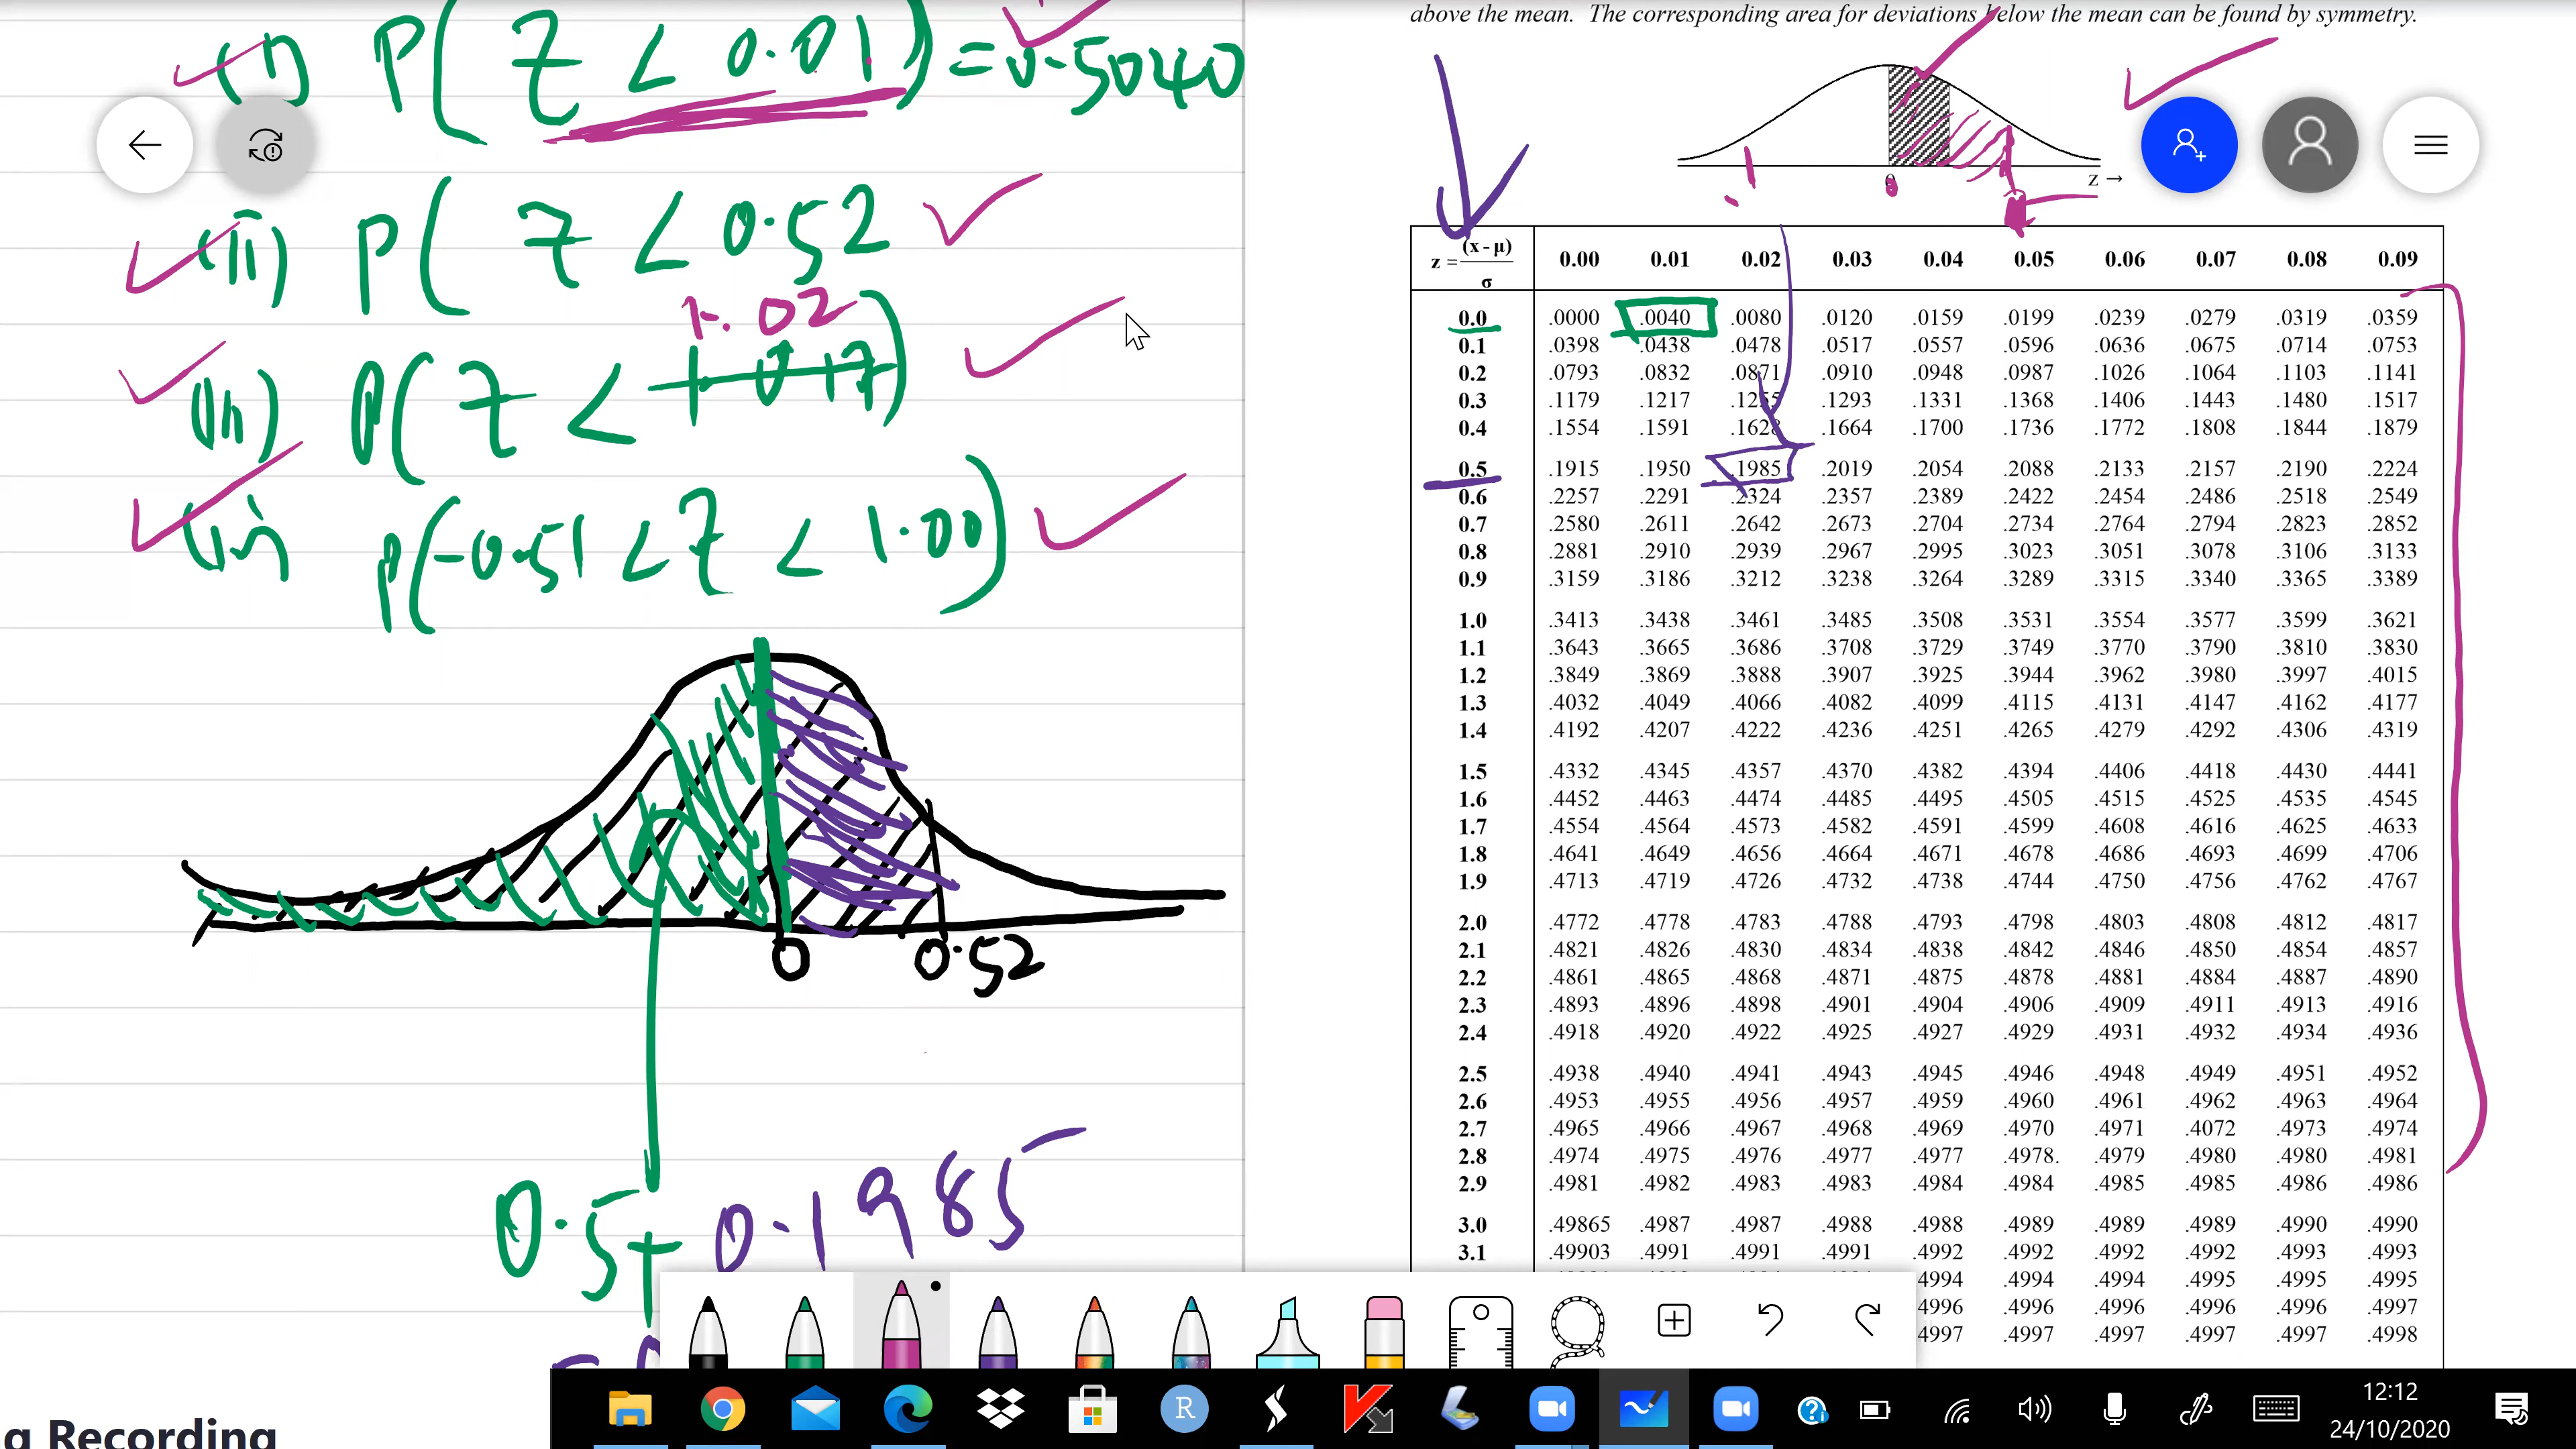 (i) P( Z < 0.01) = 0.5040
(ii) P( Z < 0.52
1.02
P( Z < 1.017)
P(-0.51 < Z < 1.00)
0 0.52
0.5 + 0.1985
g Recording
above the mean. The corresponding area for deviations below the mean can be found by symmetry.
0 z →
z = (x - μ) / σ 0.00 0.01 0.02 0.03 0.04 0.05 0.06 0.07 0.08 0.09
0.0 .0000 .0040 .0080 .0120 .0159 .0199 .0239 .0279 .0319 .0359
0.1 .0398 .0438 .0478 .0517 .0557 .0596 .0636 .0675 .0714 .0753
0.2 .0793 .0832 .0871 .0910 .0948 .0987 .1026 .1064 .1103 .1141
0.3 .1179 .1217 .1255 .1293 .1331 .1368 .1406 .1443 .1480 .1517
0.4 .1554 .1591 .1628 .1664 .1700 .1736 .1772 .1808 .1844 .1879
0.5 .1915 .1950 .1985 .2019 .2054 .2088 .2133 .2157 .2190 .2224
0.6 .2257 .2291 .2324 .2357 .2389 .2422 .2454 .2486 .2518 .2549
0.7 .2580 .2611 .2642 .2673 .2704 .2734 .2764 .2794 .2823 .2852
0.8 .2881 .2910 .2939 .2967 .2995 .3023 .3051 .3078 .3106 .3133
0.9 .3159 .3186 .3212 .3238 .3264 .3289 .3315 .3340 .3365 .3389
1.0 .3413 .3438 .3461 .3485 .3508 .3531 .3554 .3577 .3599 .3621
1.1 .3643 .3665 .3686 .3708 .3729 .3749 .3770 .3790 .3810 .3830
1.2 .3849 .3869 .3888 .3907 .3925 .3944 .3962 .3980 .3997 .4015
1.3 .4032 .4049 .4066 .4082 .4099 .4115 .4131 .4147 .4162 .4177
1.4 .4192 .4207 .4222 .4236 .4251 .4265 .4279 .4292 .4306 .4319
1.5 .4332 .4345 .4357 .4370 .4382 .4394 .4406 .4418 .4430 .4441
1.6 .4452 .4463 .4474 .4485 .4495 .4505 .4515 .4525 .4535 .4545
1.7 .4554 .4564 .4573 .4582 .4591 .4599 .4608 .4616 .4625 .4633
1.8 .4641 .4649 .4656 .4664 .4671 .4678 .4686 .4693 .4699 .4706
1.9 .4713 .4719 .4726 .4732 .4738 .4744 .4750 .4756 .4762 .4767
2.0 .4772 .4778 .4783 .4788 .4793 .4798 .4803 .4808 .4812 .4817
2.1 .4821 .4826 .4830 .4834 .4838 .4842 .4846 .4850 .4854 .4857
2.2 .4861 .4865 .4868 .4871 .4875 .4878 .4881 .4884 .4887 .4890
2.3 .4893 .4896 .4898 .4901 .4904 .4906 .4909 .4911 .4913 .4916
2.4 .4918 .4920 .4922 .4925 .4927 .4929 .4931 .4932 .4934 .4936
2.5 .4938 .4940 .4941 .4943 .4945 .4946 .4948 .4949 .4951 .4952
2.6 .4953 .4955 .4956 .4957 .4959 .4960 .4961 .4962 .4963 .4964
2.7 .4965 .4966 .4967 .4968 .4969 .4970 .4971 .4072 .4973 .4974
2.8 .4974 .4975 .4976 .4977 .4977 .4978. .4979 .4980 .4980 .4981
2.9 .4981 .4982 .4983 .4983 .4984 .4984 .4985 .4985 .4986 .4986
3.0 .49865 .4987 .4987 .4988 .4988 .4989 .4989 .4989 .4990 .4990
3.1 .49903 .4991 .4991 .4991 .4992 .4992 .4992 .4992 .4993 .4993
4994 .4994 .4994 .4995 .4995 .4995
4996 .4996 .4996 .4996 .4996 .4997
4997 .4997 .4997 .4997 .4997 .4998
R
12:12
24/10/2020